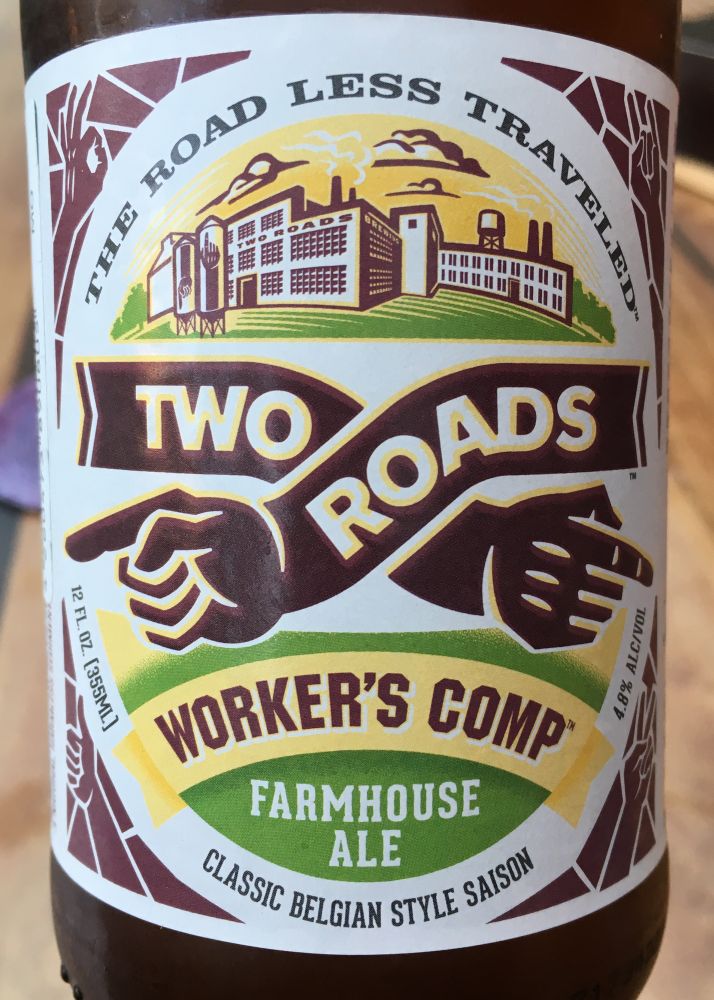 THE ROAD LESS TRAVELED™
TWO ROADS
BREWING
TWO
ROADS™
12 FL. OZ. [355ML]
4.8% ALC/VOL
WORKER'S COMP™
FARMHOUSE
ALE
CLASSIC BELGIAN STYLE SAISON